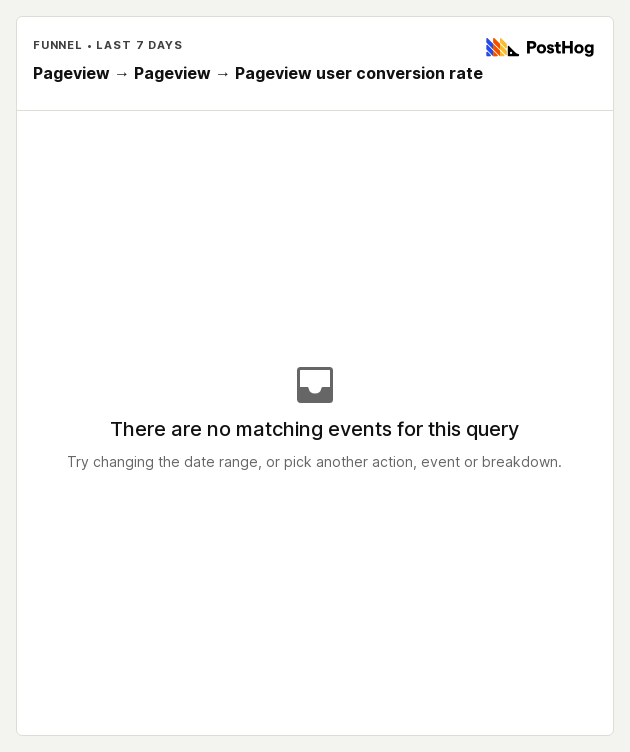 FUNNEL • LAST 7 DAYS
PostHog
Pageview → Pageview → Pageview user conversion rate
There are no matching events for this query
Try changing the date range, or pick another action, event or breakdown.